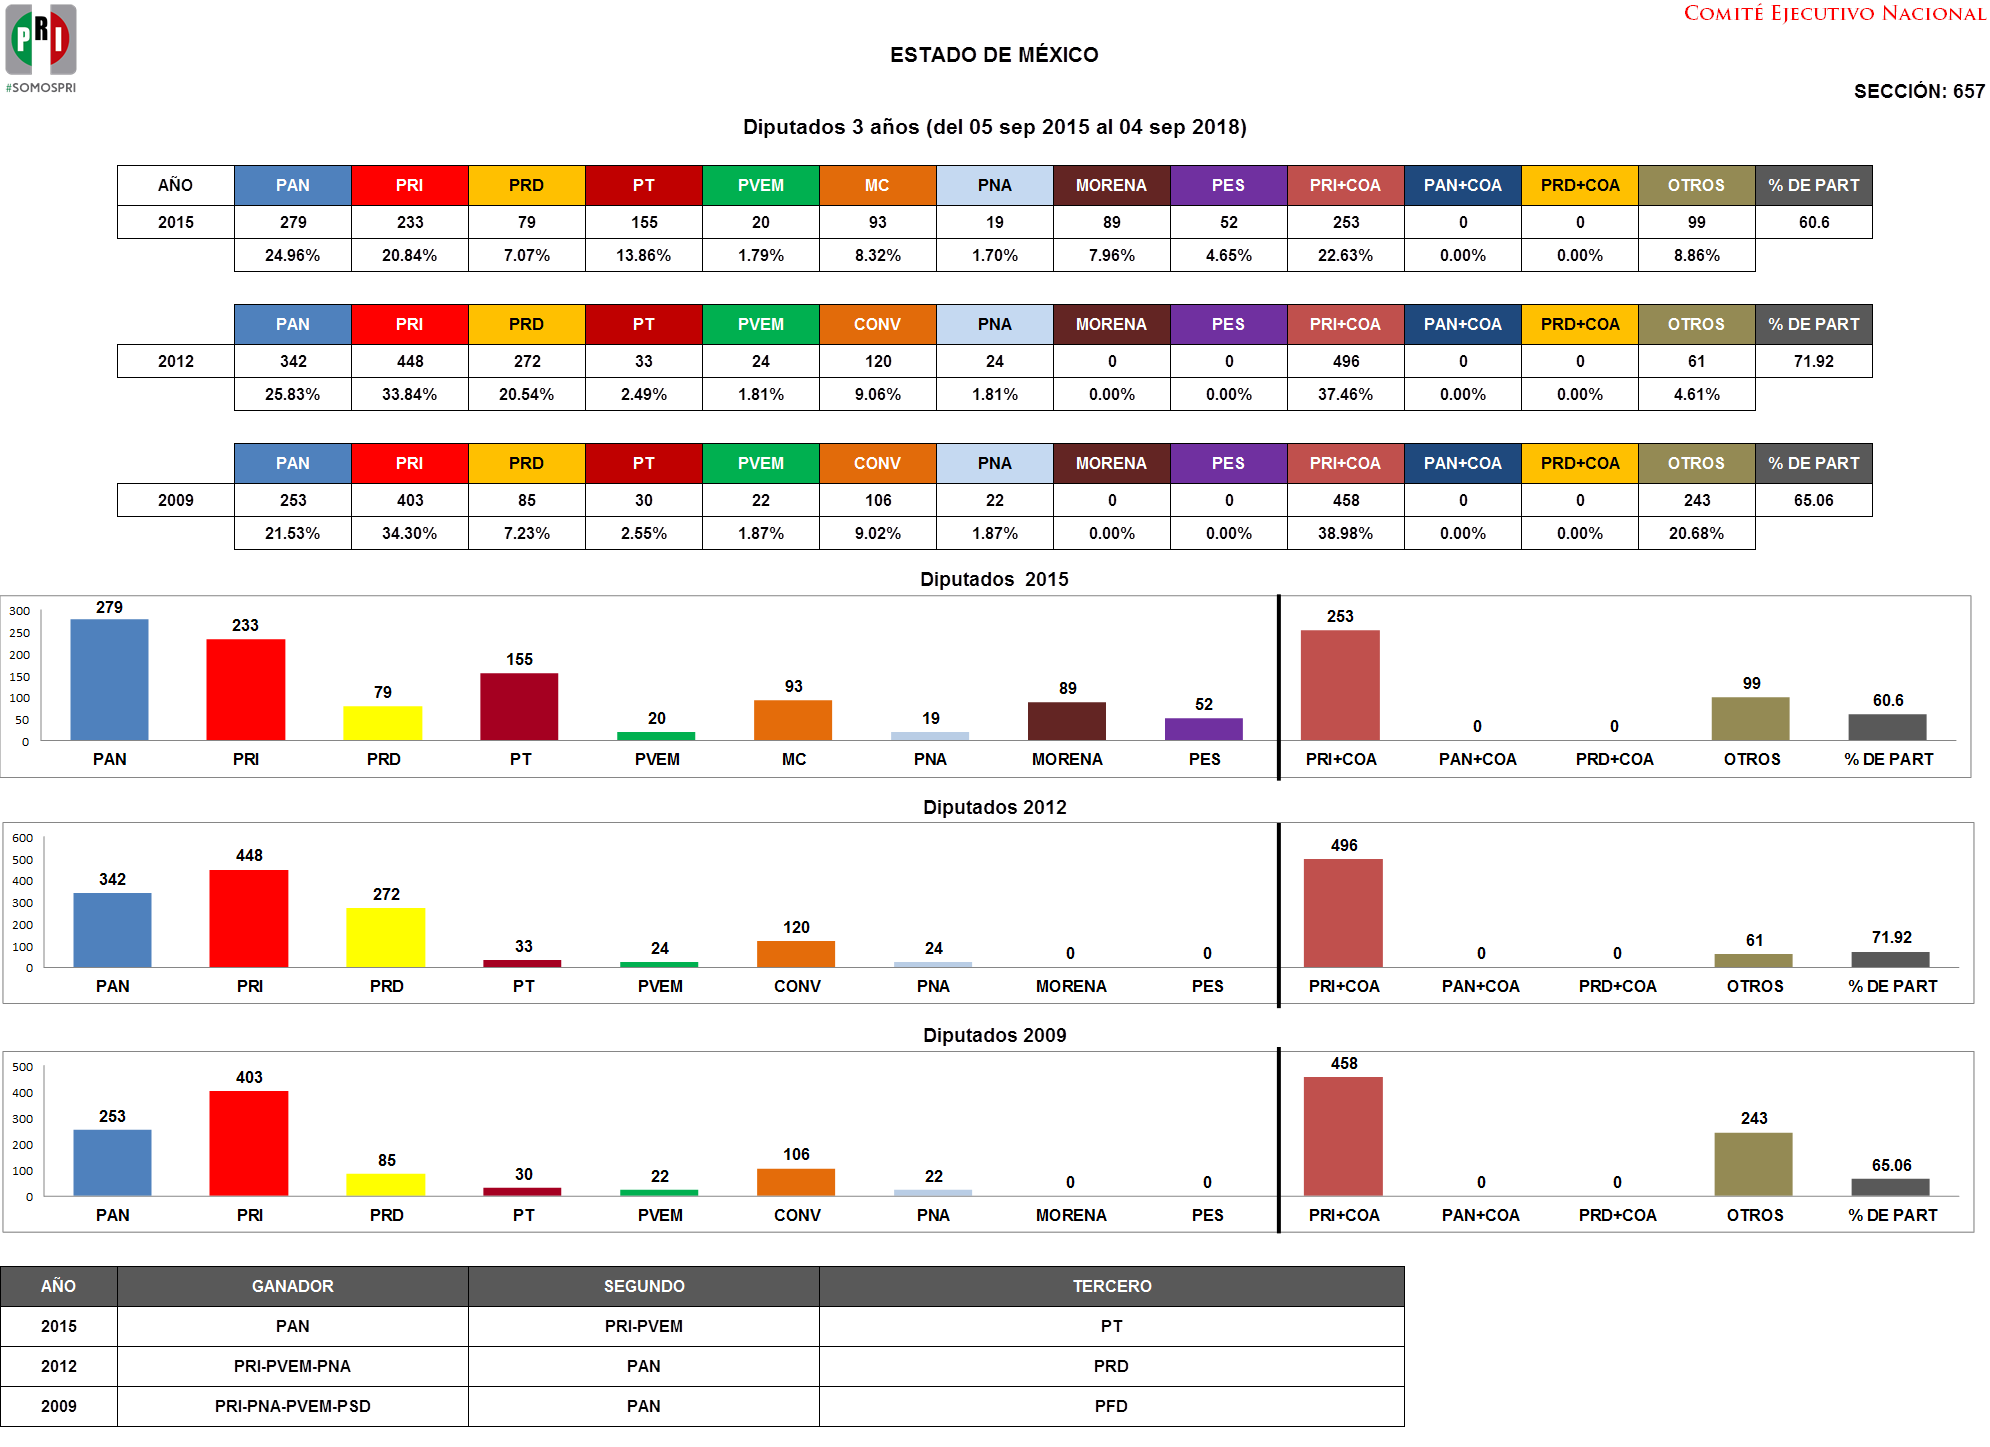 PRI
#SOMOSPRI
COMITÉ EJECUTIVO NACIONAL
ESTADO DE MÉXICO
SECCIÓN: 657
Diputados 3 años (del 05 sep 2015 al 04 sep 2018)
AÑO PAN PRI PRD PT PVEM MC PNA MORENA PES PRI+COA PAN+COA PRD+COA OTROS % DE PART
2015 279 233 79 155 20 93 19 89 52 253 0 0 99 60.6
24.96% 20.84% 7.07% 13.86% 1.79% 8.32% 1.70% 7.96% 4.65% 22.63% 0.00% 0.00% 8.86%
PAN PRI PRD PT PVEM CONV PNA MORENA PES PRI+COA PAN+COA PRD+COA OTROS % DE PART
2012 342 448 272 33 24 120 24 0 0 496 0 0 61 71.92
25.83% 33.84% 20.54% 2.49% 1.81% 9.06% 1.81% 0.00% 0.00% 37.46% 0.00% 0.00% 4.61%
PAN PRI PRD PT PVEM CONV PNA MORENA PES PRI+COA PAN+COA PRD+COA OTROS % DE PART
2009 253 403 85 30 22 106 22 0 0 458 0 0 243 65.06
21.53% 34.30% 7.23% 2.55% 1.87% 9.02% 1.87% 0.00% 0.00% 38.98% 0.00% 0.00% 20.68%
Diputados 2015
300
250
200
150
100
50
0
279 233 79 155 20 93 19 89 52 253 0 0 99 60.6
PAN PRI PRD PT PVEM MC PNA MORENA PES PRI+COA PAN+COA PRD+COA OTROS % DE PART
Diputados 2012
600
500
400
300
200
100
0
342 448 272 33 24 120 24 0 0 496 0 0 61 71.92
PAN PRI PRD PT PVEM CONV PNA MORENA PES PRI+COA PAN+COA PRD+COA OTROS % DE PART
Diputados 2009
500
400
300
200
100
0
253 403 85 30 22 106 22 0 0 458 0 0 243 65.06
PAN PRI PRD PT PVEM CONV PNA MORENA PES PRI+COA PAN+COA PRD+COA OTROS % DE PART
AÑO GANADOR SEGUNDO TERCERO
2015 PAN PRI-PVEM PT
2012 PRI-PVEM-PNA PAN PRD
2009 PRI-PNA-PVEM-PSD PAN PFD